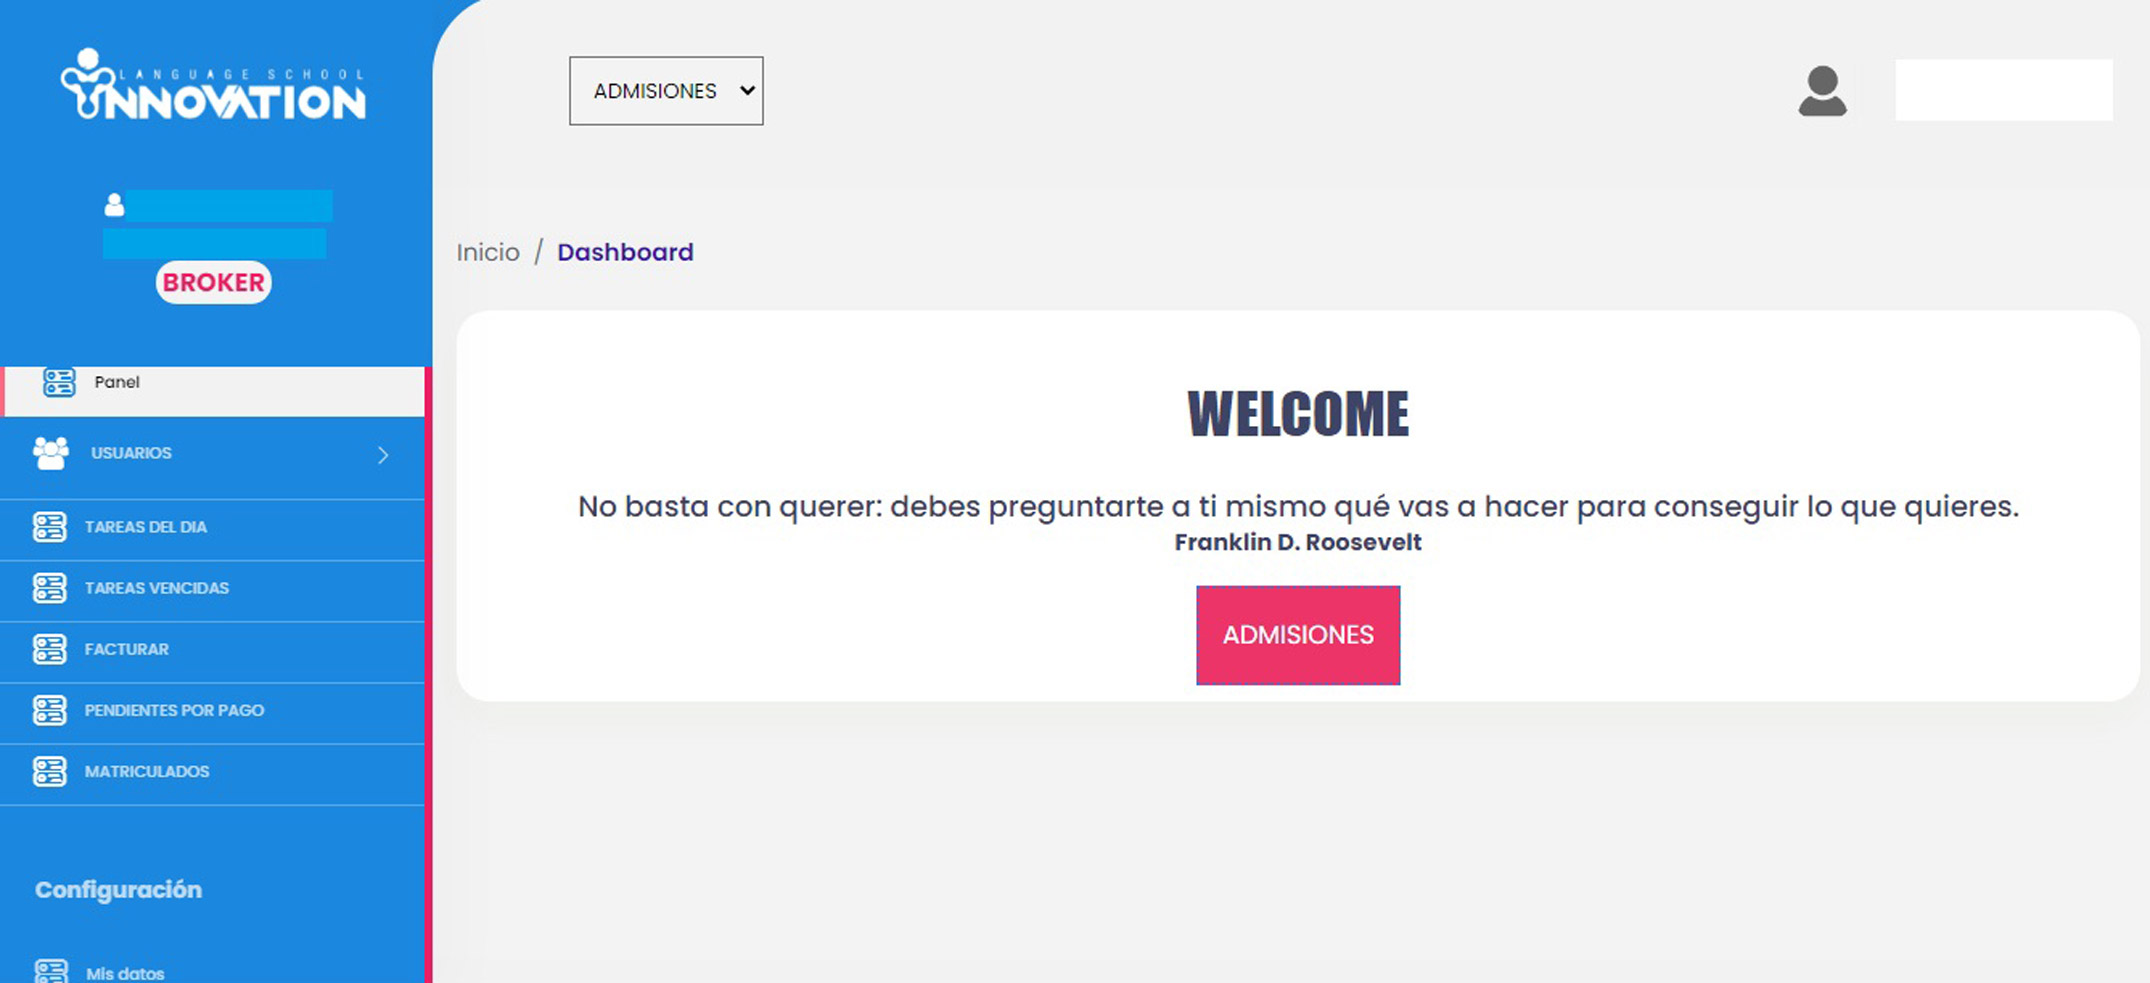 LANGUAGE SCHOOL
INNOVATION
BROKER
Panel
USUARIOS
TAREAS DEL DIA
TAREAS VENCIDAS
FACTURAR
PENDIENTES POR PAGO
MATRICULADOS
Configuración
Mis datos
ADMISIONES
Inicio / Dashboard
WELCOME
No basta con querer: debes preguntarte a ti mismo qué vas a hacer para conseguir lo que quieres.
Franklin D. Roosevelt
ADMISIONES